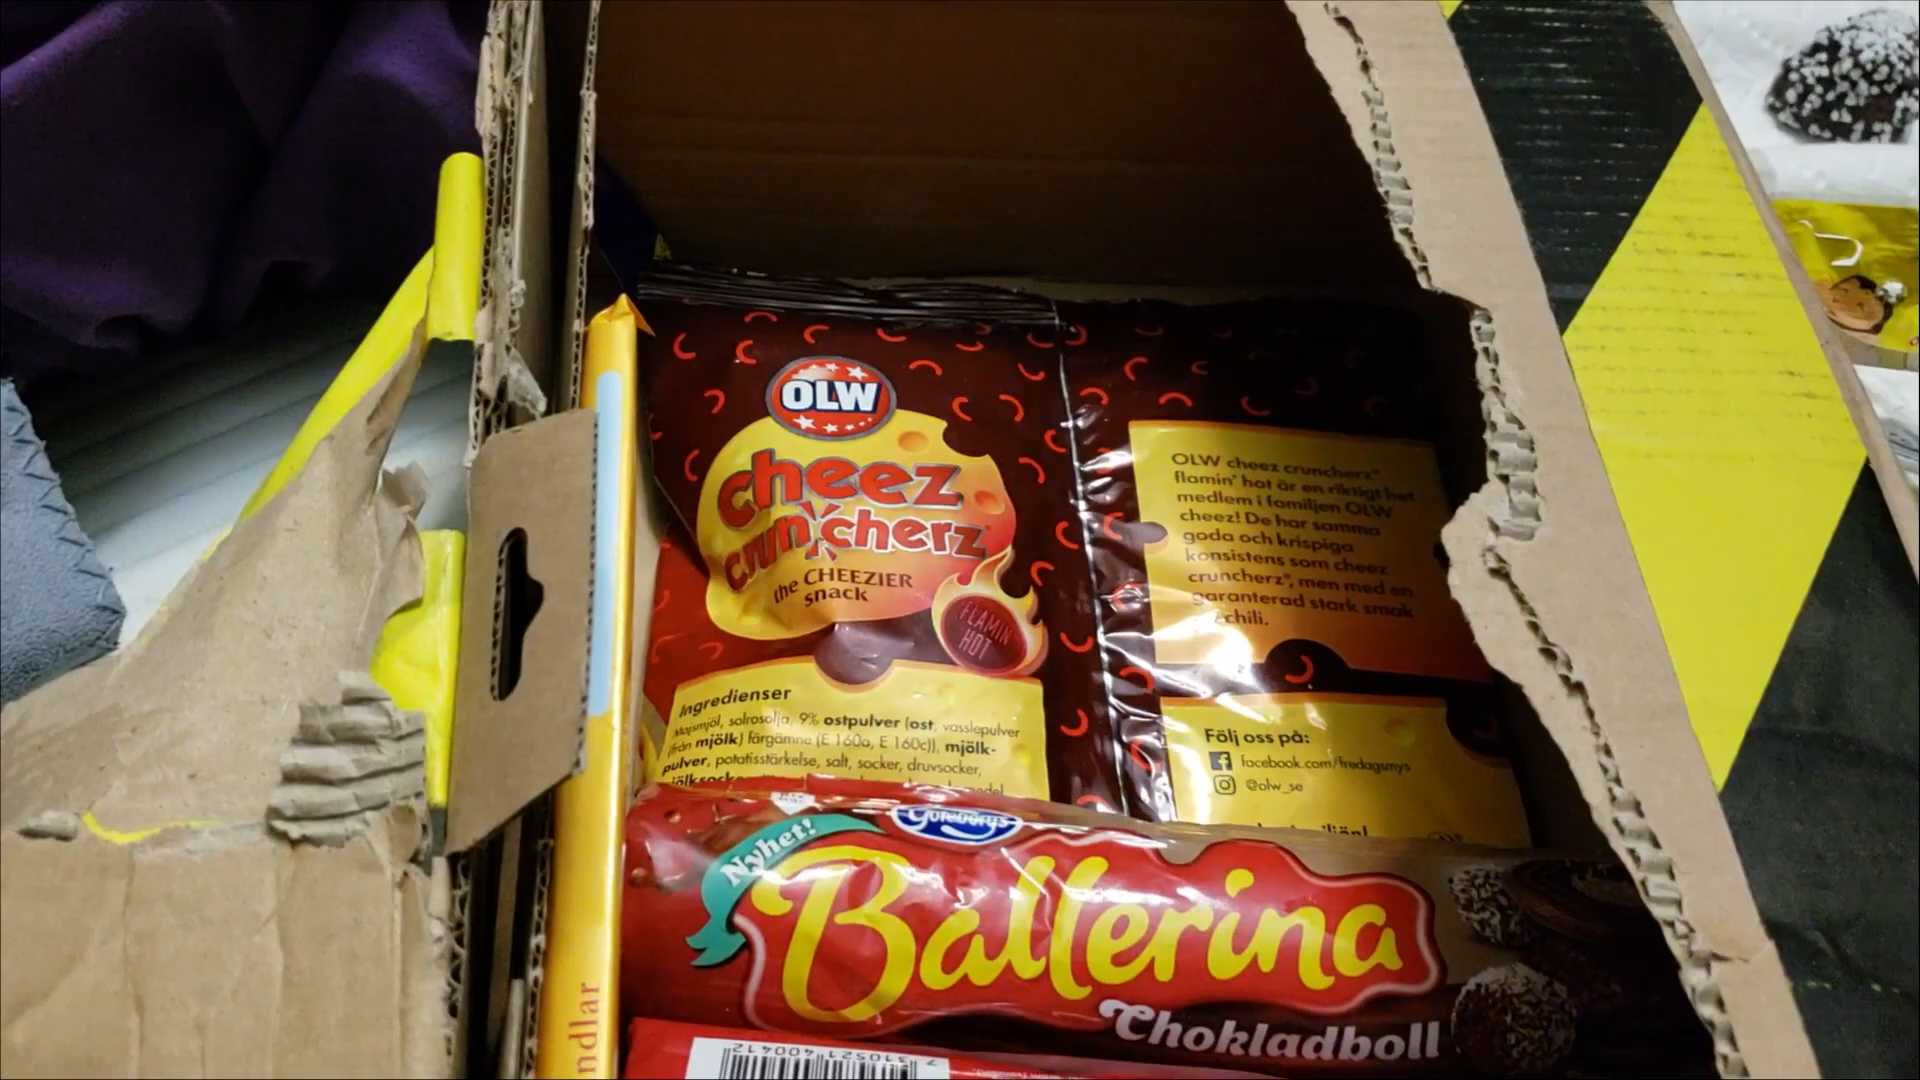 OLW
cheez
cruncherz®
the CHEEZIER
snack
FLAMIN
HOT
Ingredienser
Majsmjöl, solrosolja, 9% ostpulver (ost, vasslepulver
(från mjölk) färgämne (E 160a, E 160c)), mjölk-
pulver, potatisstärkelse, salt, socker, druvsocker,
OLW cheez cruncherz®
flamin' hot är en riktigt het
medlem i familjen OLW
cheez! De har samma
goda och krispiga
konsistens som cheez
cruncherz®, men med en
garanterad stark smak
chili.
Följ oss på:
facebook.com/fredagsmys
@olw_se
Nyhet!
Göteborgs
Ballerina
Chokladboll
ndlar
7 310521 400412